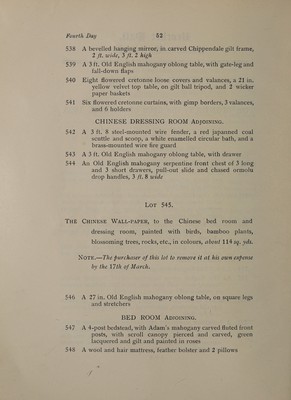 Fourth Day 52
538 A bevelled hanging mirror, in carved Chippendale gilt frame,
2 ft. wide, 3 ft. 2 high
539 A 3 ft. Old English mahogany oblong table, with gate-leg and
fall-down flaps
540 Eight flowered cretonne loose covers and valances, a 21 in.
yellow velvet top table, on gilt ball tripod, and 2 wicker
paper baskets
541 Six flowered cretonne curtains, with gimp borders, 3 valances,
and 6 holders
CHINESE DRESSING ROOM ADJOINING.
542 A 3 ft. 8 steel-mounted wire fender, a red japanned coal
scuttle and scoop, a white enamelled circular bath, and a
brass-mounted wire fire guard
543 A 3 ft. Old English mahogany oblong table, with drawer
544 An Old English mahogany serpentine front chest of 3 long
and 3 short drawers, pull-out slide and chased ormolu
drop handles, 3 ft. 8 wide
LOT 545.
THE CHINESE WALL-PAPER, to the Chinese bed room and
dressing room, painted with birds, bamboo plants,
blossoming trees, rocks, etc., in colours, about 114 sq. yds.
NOTE.—The purchaser of this lot to remove it at his own expense
by the 17th of March.
546 A 27 in. Old English mahogany oblong table, on square legs
and stretchers
BED ROOM ADJOINING.
547 A 4-post bedstead, with Adam's mahogany carved fluted front
posts, with scroll canopy pierced and carved, green
lacquered and gilt and painted in roses
548 A wool and hair mattress, feather bolster and 2 pillows